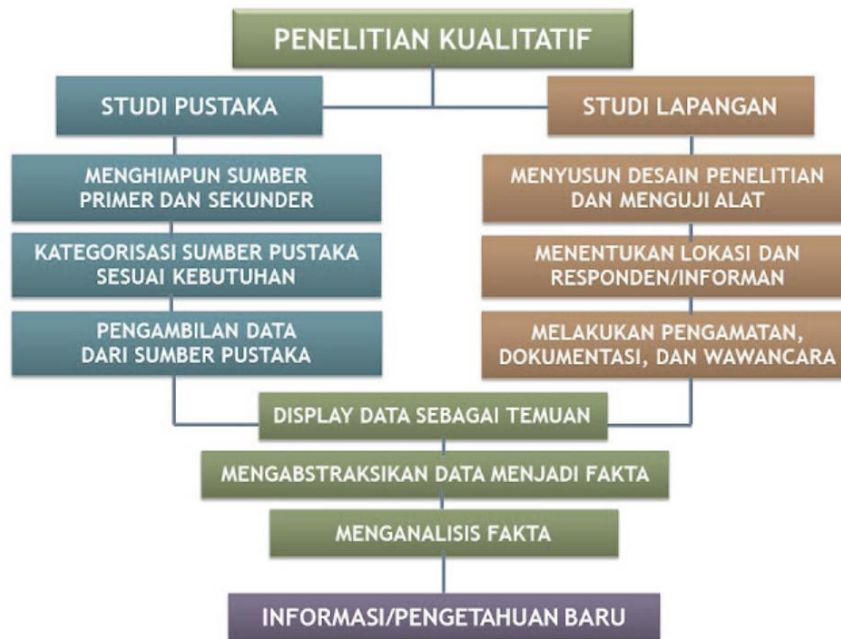 PENELITIAN KUALITATIF
STUDI PUSTAKA
MENGHIMPUN SUMBER
PRIMER DAN SEKUNDER
KATEGORISASI SUMBER PUSTAKA
SESUAI KEBUTUHAN
PENGAMBILAN DATA
DARI SUMBER PUSTAKA
STUDI LAPANGAN
MENYUSUN DESAIN PENELITIAN
DAN MENGUJI ALAT
MENENTUKAN LOKASI DAN
RESPONDEN/INFORMAN
MELAKUKAN PENGAMATAN,
DOKUMENTASI, DAN WAWANCARA
DISPLAY DATA SEBAGAI TEMUAN
MENGABSTRAKSIKAN DATA MENJADI FAKTA
MENGANALISIS FAKTA
INFORMASI/PENGETAHUAN BARU